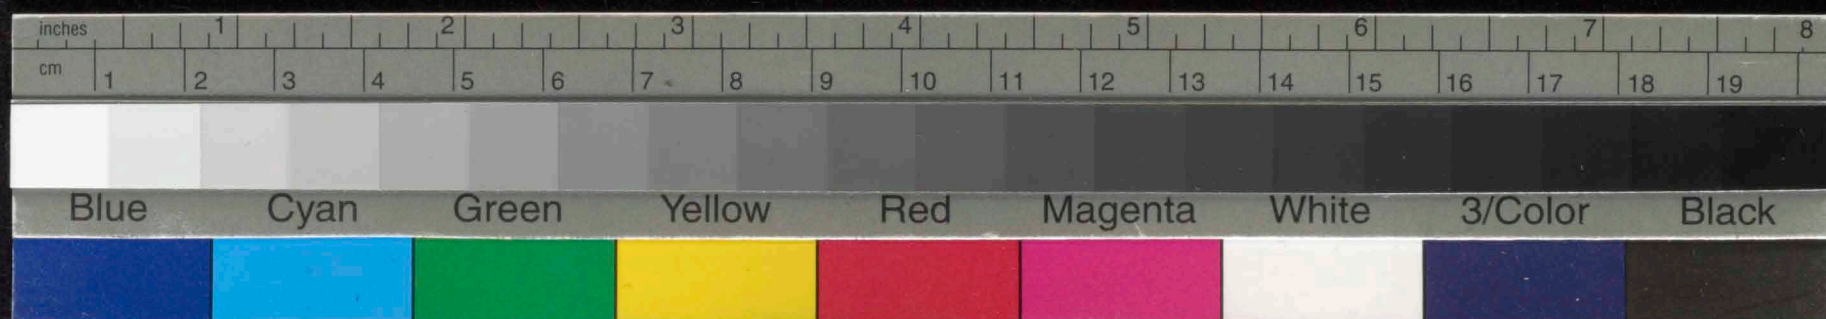 inches 1 2 3 4 5 6 7 8
cm 1 2 3 4 5 6 7 8 9 10 11 12 13 14 15 16 17 18 19
Blue Cyan Green Yellow Red Magenta White 3/Color Black